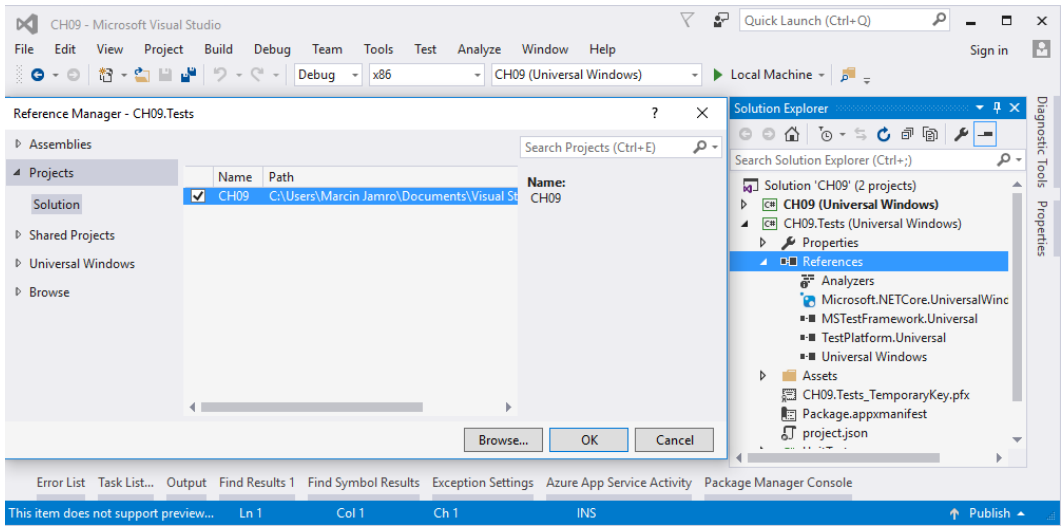 CH09 - Microsoft Visual Studio
Quick Launch (Ctrl+Q)
File Edit View Project Build Debug Team Tools Test Analyze Window Help Sign in
Debug x86 CH09 (Universal Windows) Local Machine
Reference Manager - CH09.Tests ? 
Assemblies
Projects
Solution
Shared Projects
Universal Windows
Browse
Name Path
CH09 C:\Users\Marcin Jamro\Documents\Visual St
Search Projects (Ctrl+E)
Name:
CH09
Browse... OK Cancel
Solution Explorer
Search Solution Explorer (Ctrl+;)
Solution 'CH09' (2 projects)
C# CH09 (Universal Windows)
C# CH09.Tests (Universal Windows)
Properties
References
Analyzers
Microsoft.NETCore.UniversalWinc
MSTestFramework.Universal
TestPlatform.Universal
Universal Windows
Assets
CH09.Tests_TemporaryKey.pfx
Package.appxmanifest
project.json
Diagnostic Tools
Properties
Error List Task List... Output Find Results 1 Find Symbol Results Exception Settings Azure App Service Activity Package Manager Console
This item does not support preview... Ln 1 Col 1 Ch 1 INS Publish